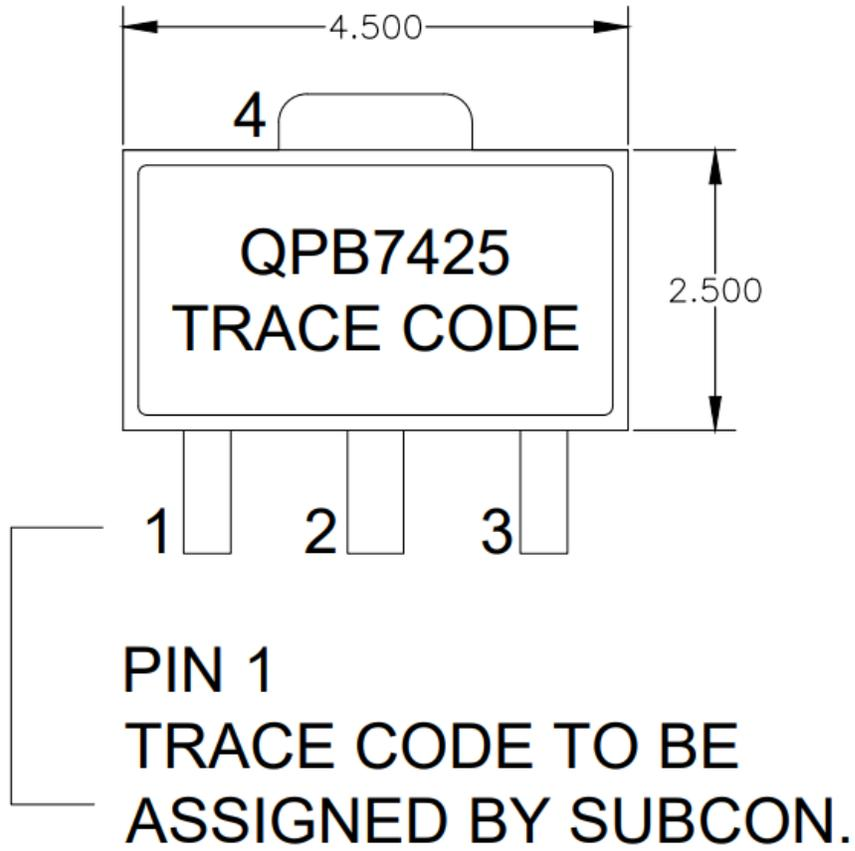 4.500
4
QPB7425
TRACE CODE
2.500
1 2 3
PIN 1
TRACE CODE TO BE
ASSIGNED BY SUBCON.